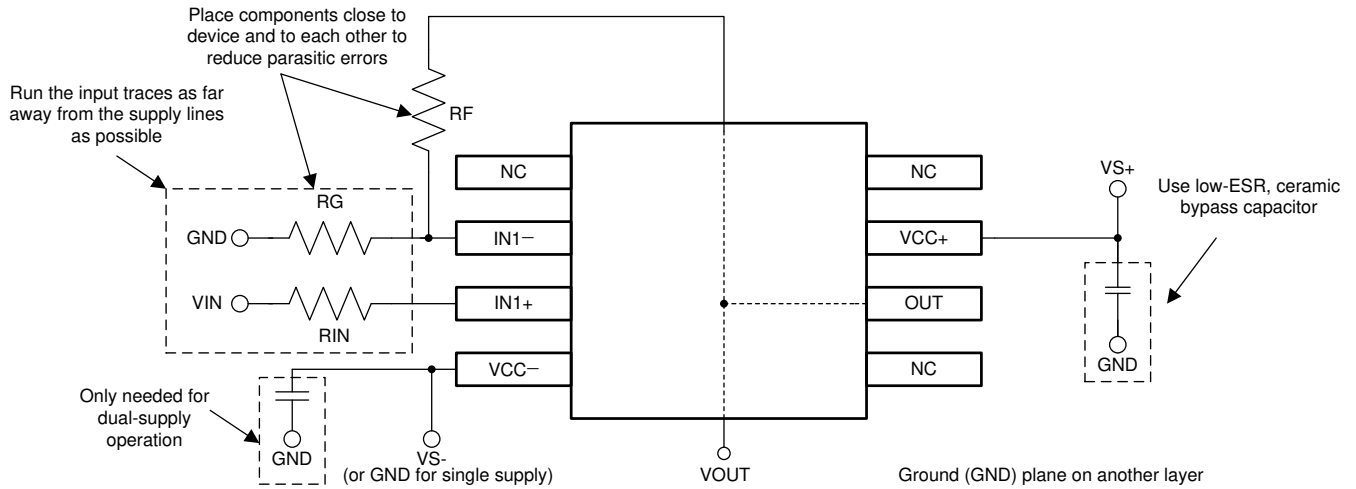 Place components close to
device and to each other to
reduce parasitic errors
Run the input traces as far
away from the supply lines
as possible
RF
NC
NC
VS+
Use low-ESR, ceramic
bypass capacitor
RG
GND
IN1−
VCC+
VIN
IN1+
OUT
RIN
GND
VCC−
NC
Only needed for
dual-supply
operation
GND
VS-
(or GND for single supply)
VOUT
Ground (GND) plane on another layer